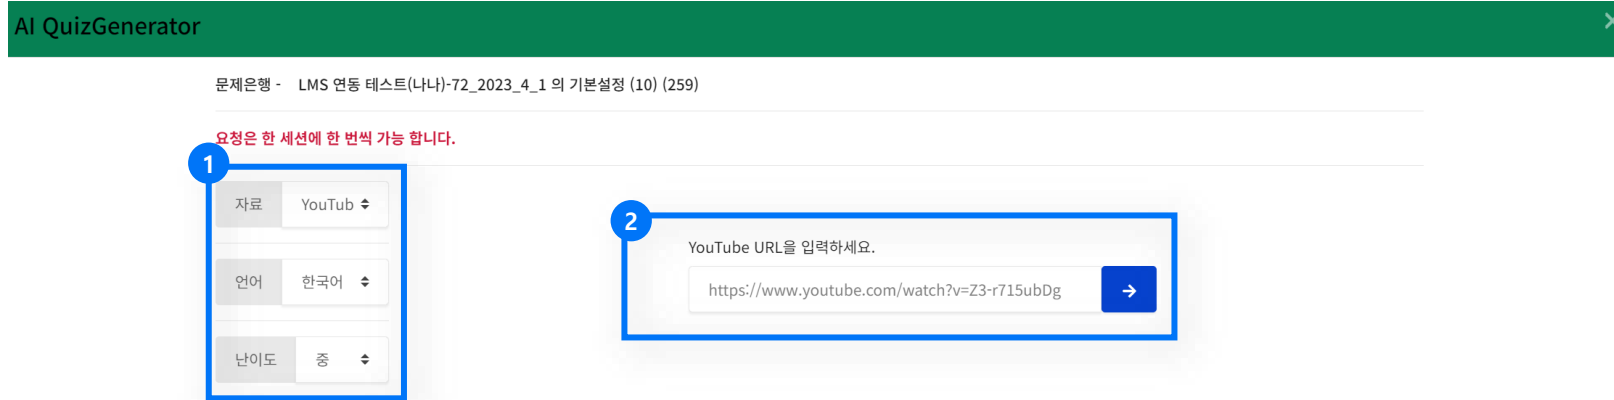 AI QuizGenerator
문제은행 - LMS 연동 테스트(나나)-72_2023_4_1 의 기본설정 (10) (259)
요청은 한 세션에 한 번씩 가능 합니다.
1
자료 YouTub
2
YouTube URL을 입력하세요.
언어 한국어
https://www.youtube.com/watch?v=Z3-r715ubDg
난이도 중